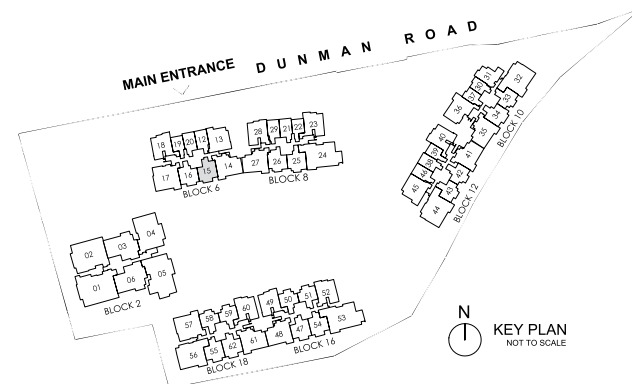 DUNMAN ROAD
MAIN ENTRANCE
18 19 20 12 13
17 16 15 14
BLOCK 6
28 29 21 22 23
27 26 25 24
BLOCK 8
31 32
30
37 33
36 34
35
BLOCK 10
40
39 41
38
46 42
45 43
44
BLOCK 12
02 03 04
01 06 05
BLOCK 2
57 58 59 60
56 55 62 61
BLOCK 18
49 50 51 52
48 47 54 53
BLOCK 16
N
KEY PLAN
NOT TO SCALE